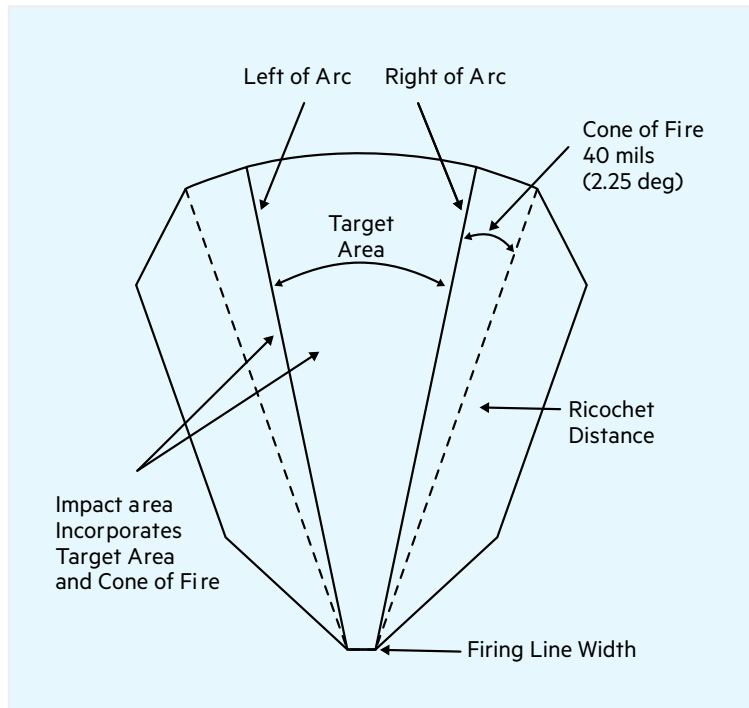 Left of Arc
Right of Arc
Cone of Fire
40 mils
(2.25 deg)
Target
Area
Ricochet
Distance
Impact area
Incorporates
Target Area
and Cone of Fire
Firing Line Width